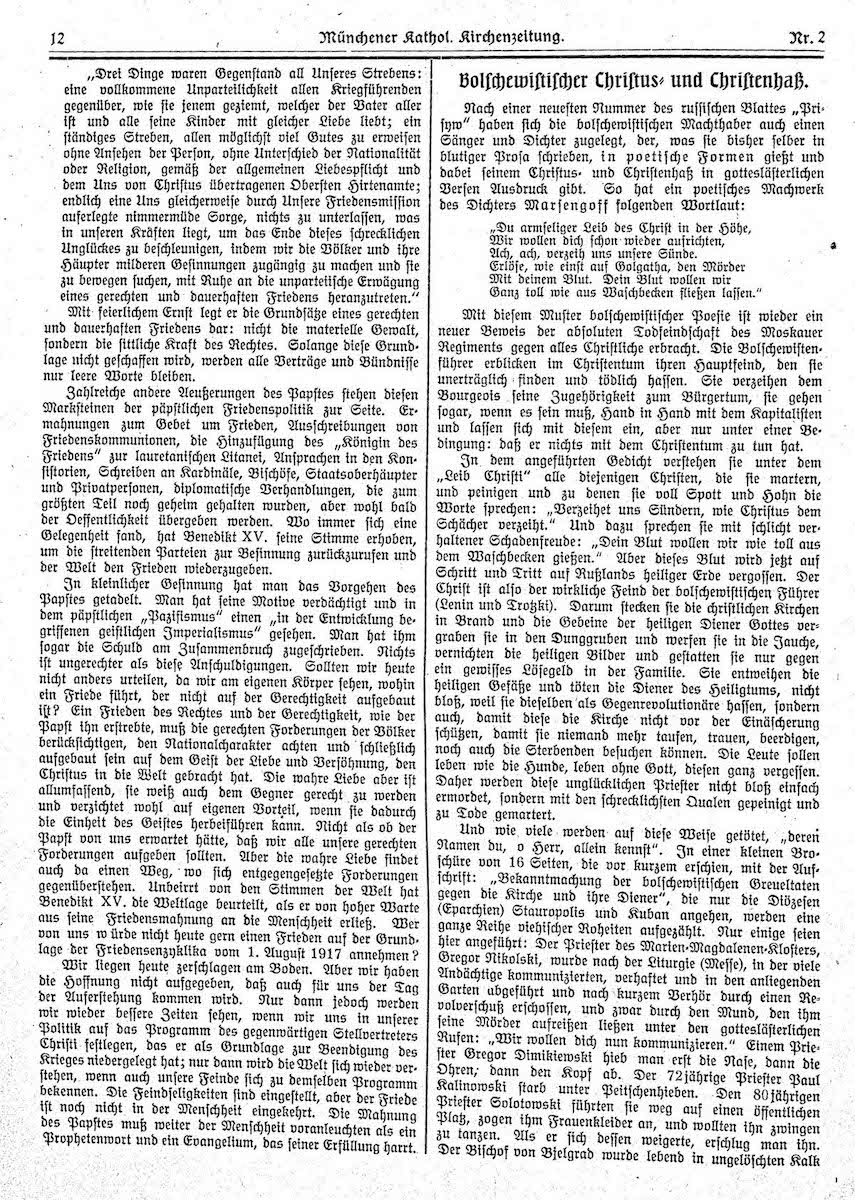 12
Münchener Kathol. Kirchenzeitung.
Nr. 2
„Drei Dinge waren Gegenstand all Unseres Strebens:
eine vollkommene Unparteilichkeit allen Kriegführenden
gegenüber, wie sie jenem geziemt, welcher der Vater aller
ist und alle seine Kinder mit gleicher Liebe liebt; ein
ständiges Streben, allen möglichst viel Gutes zu erweisen
ohne Ansehen der Person, ohne Unterschied der Nationalität
oder Religion, gemäß der allgemeinen Liebespflicht und
dem Uns von Christus übertragenen Obersten Hirtenamte;
endlich eine Uns gleicherweise durch Unsere Friedensmission
auferlegte nimmermüde Sorge, nichts zu unterlassen, was
in unseren Kräften liegt, um das Ende dieses schrecklichen
Unglückes zu beschleunigen, indem wir die Völker und ihre
Häupter milderen Gesinnungen zugängig zu machen und sie
zu bewegen suchen, mit Ruhe an die unparteiische Erwägung
eines gerechten und dauerhaften Friedens heranzutreten.“
Mit feierlichem Ernst legt er die Grundsätze eines gerechten
und dauerhaften Friedens dar: nicht die materielle Gewalt,
sondern die sittliche Kraft des Rechtes. Solange diese Grund-
lage nicht geschaffen wird, werden alle Verträge und Bündnisse
nur leere Worte bleiben.
Zahlreiche andere Aeußerungen des Papstes stehen diesen
Marksteinen der päpstlichen Friedenspolitik zur Seite. Er-
mahnungen zum Gebet um Frieden, Ausschreibungen von
Friedenskommunionen, die Hinzufügung des „Königin des
Friedens“ zur lauretanischen Litanei, Ansprachen in den Kon-
sistorien, Schreiben an Kardinäle, Bischöfe, Staatsoberhäupter
und Privatpersonen, diplomatische Verhandlungen, die zum
größten Teil noch geheim gehalten wurden, aber wohl bald
der Oeffentlichkeit übergeben werden. Wo immer sich eine
Gelegenheit fand, hat Benedikt XV. seine Stimme erhoben,
um die streitenden Parteien zur Besinnung zurückzurufen und
der Welt den Frieden wiederzugeben.
In kleinlicher Gesinnung hat man das Vorgehen des
Papstes getadelt. Man hat seine Motive verdächtigt und in
dem päpstlichen „Pazifismus“ einen „in der Entwicklung be-
griffenen geistlichen Imperialismus“ gesehen. Man hat ihm
sogar die Schuld am Zusammenbruch zugeschrieben. Nichts
ist ungerechter als diese Anschuldigungen. Sollten wir heute
nicht anders urteilen, da wir am eigenen Körper sehen, wohin
ein Friede führt, der nicht auf der Gerechtigkeit aufgebaut
ist? Ein Frieden des Rechtes und der Gerechtigkeit, wie der
Papst ihn erstrebte, muß die gerechten Forderungen der Völker
berücksichtigen, den Nationalcharakter achten und schließlich
aufgebaut sein auf dem Geist der Liebe und Versöhnung, den
Christus in die Welt gebracht hat. Die wahre Liebe aber ist
allumfassend, sie weiß auch dem Gegner gerecht zu werden
und verzichtet wohl auf eigenen Vorteil, wenn sie dadurch
die Einheit des Geistes herbeiführen kann. Nicht als ob der
Papst von uns erwartet hätte, daß wir alle unsere gerechten
Forderungen aufgeben sollten. Aber die wahre Liebe findet
auch da einen Weg, wo sich entgegengesetzte Forderungen
gegenüberstehen. Unbeirrt von den Stimmen der Welt hat
Benedikt XV. die Weltlage beurteilt, als er von hoher Warte
aus seine Friedensmahnung an die Menschheit erließ. Wer
von uns würde nicht heute gern einen Frieden auf der Grund-
lage der Friedensenzyklika vom 1. August 1917 annehmen?
Wir liegen heute zerschlagen am Boden. Aber wir haben
die Hoffnung nicht aufgegeben, daß auch für uns der Tag
der Auferstehung kommen wird. Nur dann jedoch werden
wir wieder bessere Zeiten sehen, wenn wir uns in unserer
Politik auf das Programm des gegenwärtigen Stellvertreters
Christi festlegen, das er als Grundlage zur Beendigung des
Krieges niedergelegt hat; nur dann wird die Welt sich wieder ver-
stehen, wenn auch unsere Feinde sich zu demselben Programm
bekennen. Die Feindseligkeiten sind eingestellt, aber der Friede
ist noch nicht in der Menschheit eingekehrt. Die Mahnung
des Papstes muß weiter der Menschheit voranleuchten als ein
Prophetenwort und ein Evangelium, das seiner Erfüllung harrt.
Bolschewistischer Christus- und Christenhaß.
Nach einer neuesten Nummer des russischen Blattes „Pri-
syw“ haben sich die bolschewistischen Machthaber auch einen
Sänger und Dichter zugelegt, der, was sie bisher selber in
blutiger Prosa schrieben, in poetische Formen gießt und
dabei seinem Christus- und Christenhaß in gotteslästerlichen
Versen Ausdruck gibt. So hat ein poetisches Machwerk
des Dichters Marsengoff folgenden Wortlaut:
„Du armseliger Leib des Christ in der Höhe,
Wir wollen dich schon wieder aufrichten,
Ach, ach, verzeih uns unsere Sünde.
Erlöse, wie einst auf Golgatha, den Mörder
Mit deinem Blut. Dein Blut wollen wir
Ganz toll wie aus Waschbecken fließen lassen.“
Mit diesem Muster bolschewistischer Poesie ist wieder ein
neuer Beweis der absoluten Todfeindschaft des Moskauer
Regiments gegen alles Christliche erbracht. Die Bolschewisten-
führer erblicken im Christentum ihren Hauptfeind, den sie
unerträglich finden und tödlich hassen. Sie verzeihen dem
Bourgeois seine Zugehörigkeit zum Bürgertum, sie gehen
sogar, wenn es sein muß, Hand in Hand mit dem Kapitalisten
und lassen sich mit diesem ein, aber nur unter einer Be-
dingung: daß er nichts mit dem Christentum zu tun hat.
In dem angeführten Gedicht verstehen sie unter dem
„Leib Christi“ alle diejenigen Christen, die sie martern,
und peinigen und zu denen sie voll Spott und Hohn die
Worte sprechen: „Verzeihet uns Sündern, wie Christus dem
Schächer verzeiht.“ Und dazu sprechen sie mit schlicht ver-
haltener Schadenfreude: „Dein Blut wollen wir wie toll aus
dem Waschbecken gießen.“ Aber dieses Blut wird jetzt auf
Schritt und Tritt auf Rußlands heiliger Erde vergossen. Der
Christ ist also der wirkliche Feind der bolschewistischen Führer
(Lenin und Trotzki). Darum stecken sie die christlichen Kirchen
in Brand und die Gebeine der heiligen Diener Gottes ver-
graben sie in den Dunggruben und werfen sie in die Jauche,
vernichten die heiligen Bilder und gestatten sie nur gegen
ein gewisses Lösegeld in der Familie. Sie entweihen die
heiligen Gefäße und töten die Diener des Heiligtums, nicht
bloß, weil sie dieselben als Gegenrevolutionäre hassen, sondern
auch, damit diese die Kirche nicht vor der Einäscherung
schützen, damit sie niemand mehr taufen, trauen, beerdigen,
noch auch die Sterbenden besuchen können. Die Leute sollen
leben wie die Hunde, leben ohne Gott, diesen ganz vergessen.
Daher werden diese unglücklichen Priester nicht bloß einfach
ermordet, sondern mit den schrecklichsten Qualen gepeinigt und
zu Tode gemartert.
Und wie viele werden auf diese Weise getötet, „deren
Namen du, o Herr, allein kennst“. In einer kleinen Bro-
schüre von 16 Seiten, die vor kurzem erschien, mit der Auf-
schrift: „Bekanntmachung der bolschewistischen Greueltaten
gegen die Kirche und ihre Diener“, die nur die Diözesen
(Eparchien) Stauropolis und Kuban angehen, werden eine
ganze Reihe viehischer Roheiten aufgezählt. Nur einige seien
hier angeführt: Der Priester des Marien-Magdalenen-Klosters,
Gregor Nikolski, wurde nach der Liturgie (Messe), in der viele
Andächtige kommunizierten, verhaftet und in den anliegenden
Garten abgeführt und nach kurzem Verhör durch einen Re-
volverschuß erschossen, und zwar durch den Mund, den ihm
seine Mörder aufreißen ließen unter den gotteslästerlichen
Rufen: „Wir wollen dich nun kommunizieren.“ Einem Prie-
ster Gregor Dimikiewski hieb man erst die Nase, dann die
Ohren, dann den Kopf ab. Der 72jährige Priester Paul
Kalinowski starb unter Peitschenhieben. Den 80jährigen
Priester Solotowski führten sie weg auf einen öffentlichen
Platz, zogen ihm Frauenkleider an, und wollten ihn zwingen
zu tanzen. Als er sich dessen weigerte, erschlug man ihn.
Der Bischof von Bjelgrad wurde lebend in ungelöschten Kalk